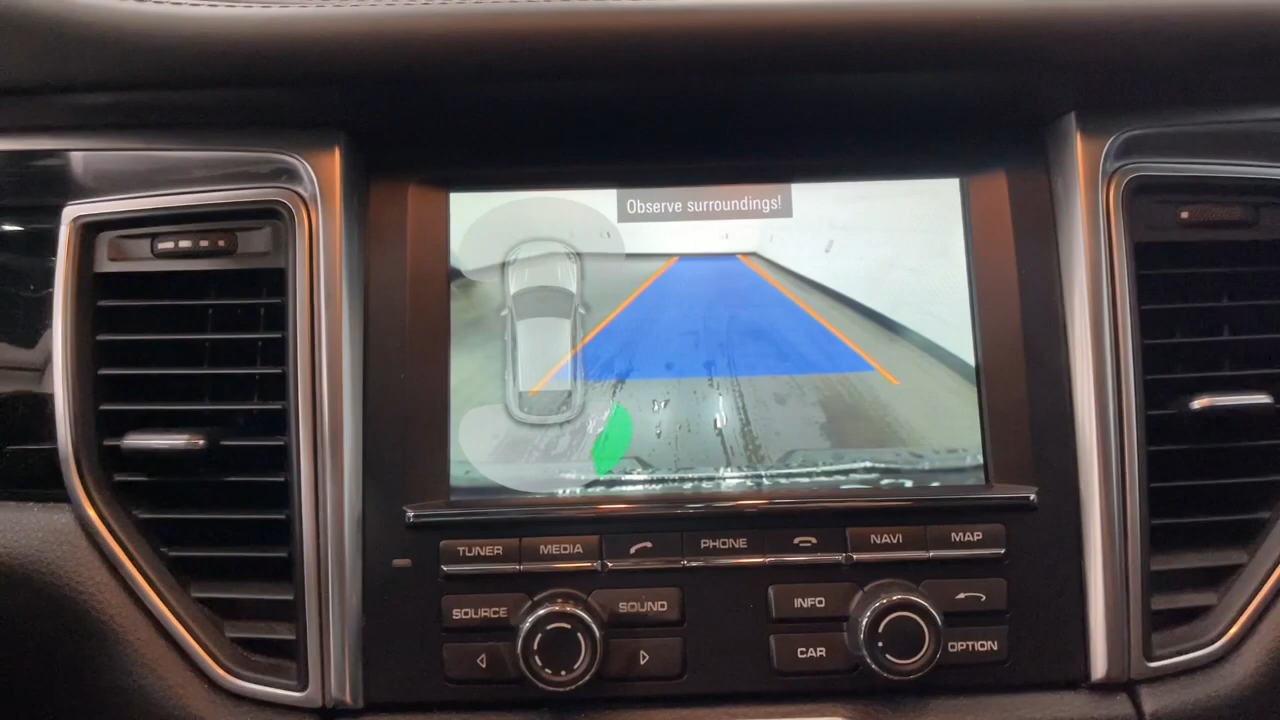 Observe surroundings!
TUNER MEDIA PHONE NAVI MAP
SOURCE SOUND INFO
CAR OPTION